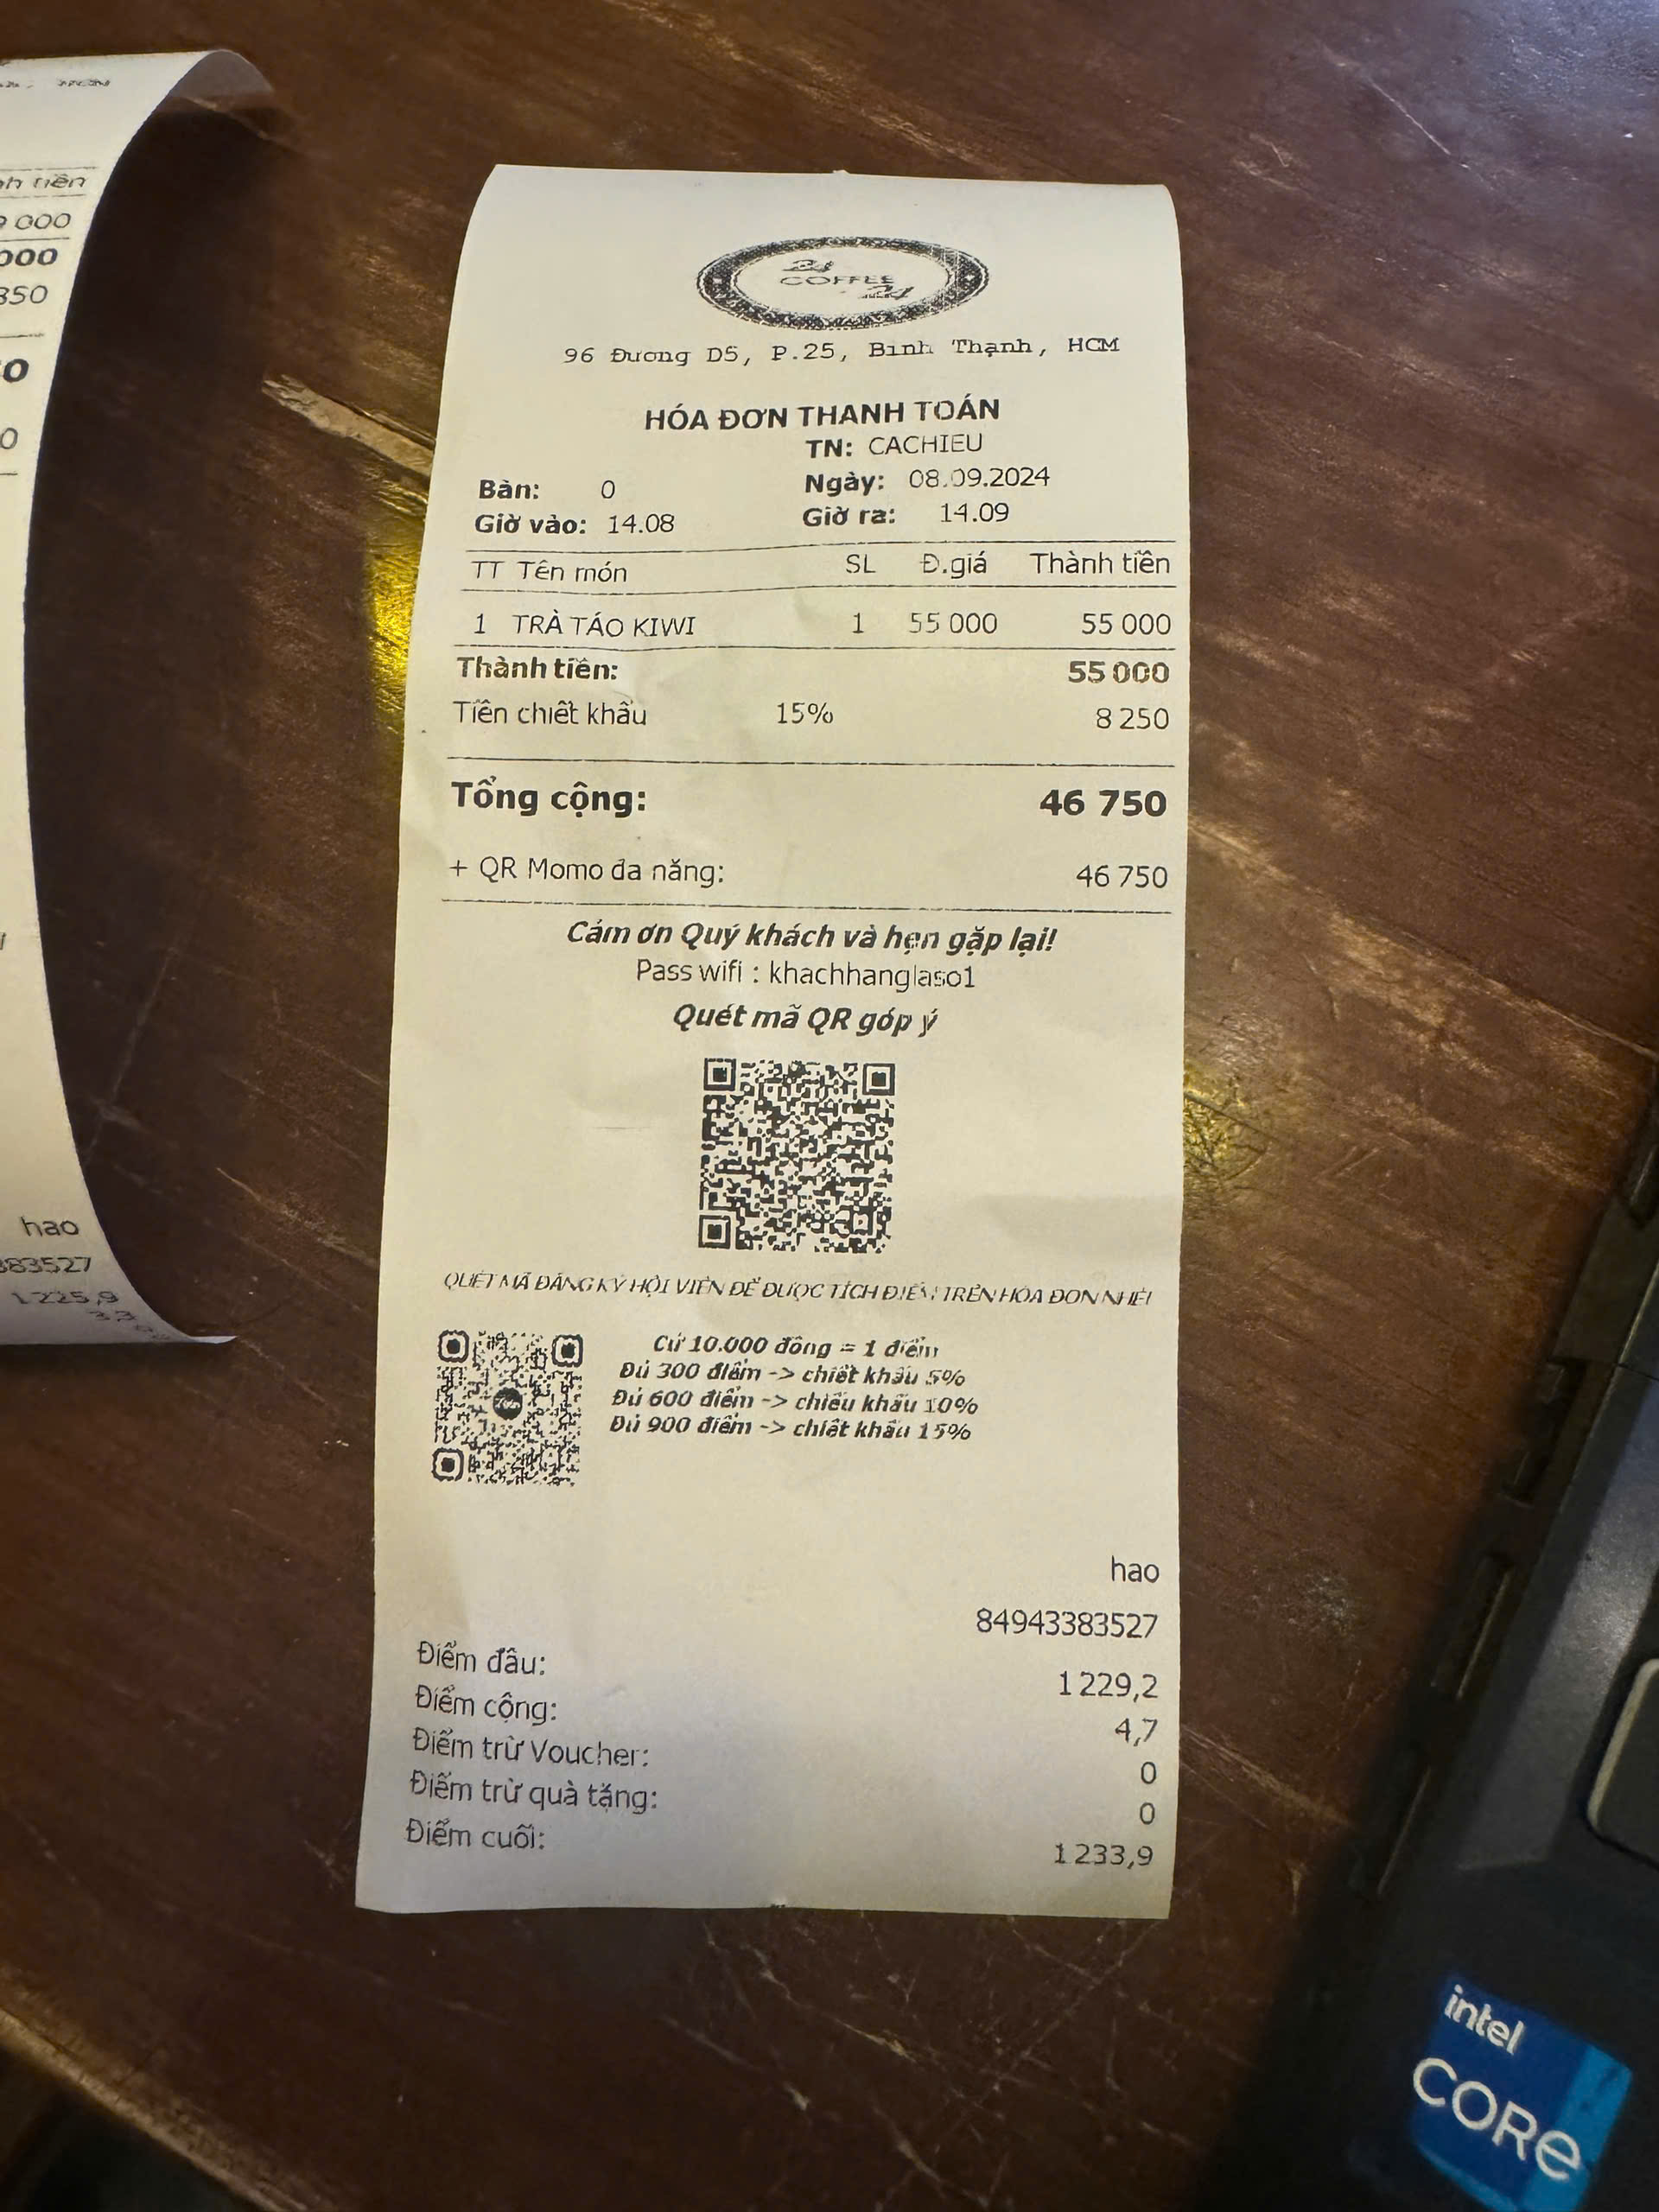 COFFEE
24
96 Đương D5, P.25, Binh Thạnh, HCM
HÓA ĐƠN THANH TOÁN
TN: CACHIEU
Bàn: 0 Ngày: 08.09.2024
Giờ vào: 14.08 Giờ ra: 14.09
TT Tên món SL Đ.giá Thành tiền
1 TRÀ TÁO KIWI 1 55 000 55 000
Thành tiền: 55 000
Tiền chiết khấu 15% 8 250
Tổng cộng: 46 750
+ QR Momo đa năng: 46 750
Cảm ơn Quý khách và hẹn gặp lại!
Pass wifi : khachhanglaso1
Quét mã QR góp ý
QUÉT MÃ ĐĂNG KÝ HỘI VIÊN ĐỂ ĐƯỢC TÍCH ĐIỂM TRÊN HÓA ĐƠN NHÉ!
Cứ 10.000 đồng = 1 điểm
Đủ 300 điểm -> chiết khấu 5%
Đủ 600 điểm -> chiếu khấu 10%
Đủ 900 điểm -> chiết khấu 15%
hao
84943383527
Điểm đầu: 1 229,2
Điểm cộng: 4,7
Điểm trừ Voucher: 0
Điểm trừ quà tặng: 0
Điểm cuối: 1 233,9
HCM
tiền
000
000
350
0
0
hao
383527
1 225,9
intel
CORe